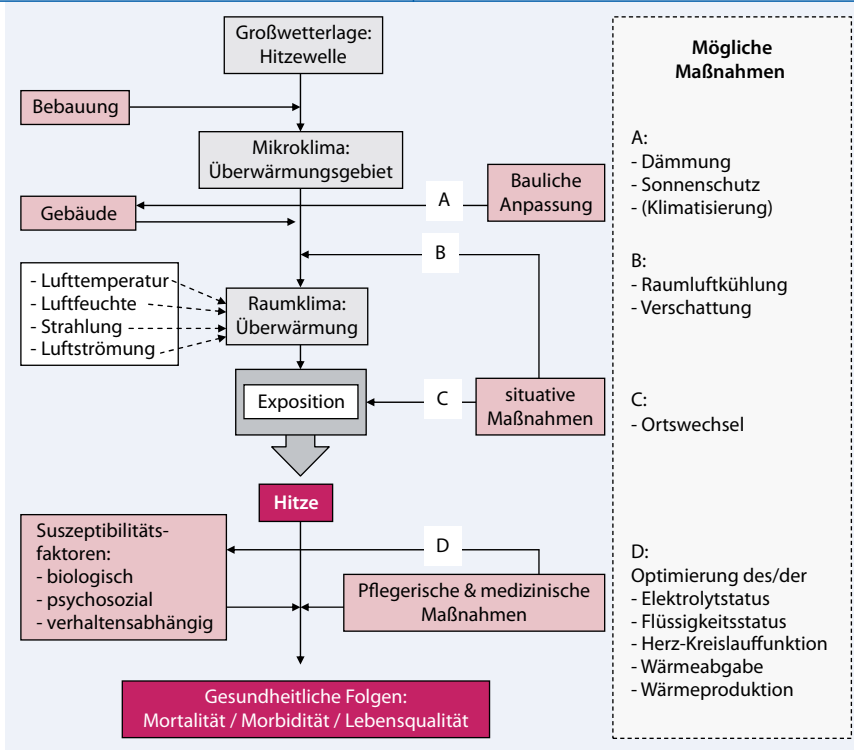 Großwetterlage:
Hitzewelle
Bebauung
Mikroklima:
Überwärmungsgebiet
A
Bauliche
Anpassung
Gebäude
B
- Lufttemperatur
- Luftfeuchte
- Strahlung
- Luftströmung
Raumklima:
Überwärmung
Exposition
C
situative
Maßnahmen
Hitze
Suszeptibilitäts-
faktoren:
- biologisch
- psychosozial
- verhaltensabhängig
D
Pflegerische & medizinische
Maßnahmen
Gesundheitliche Folgen:
Mortalität / Morbidität / Lebensqualität
Mögliche
Maßnahmen
A:
- Dämmung
- Sonnenschutz
- (Klimatisierung)
B:
- Raumluftkühlung
- Verschattung
C:
- Ortswechsel
D:
Optimierung des/der
- Elektrolytstatus
- Flüssigkeitsstatus
- Herz-Kreislauffunktion
- Wärmeabgabe
- Wärmeproduktion